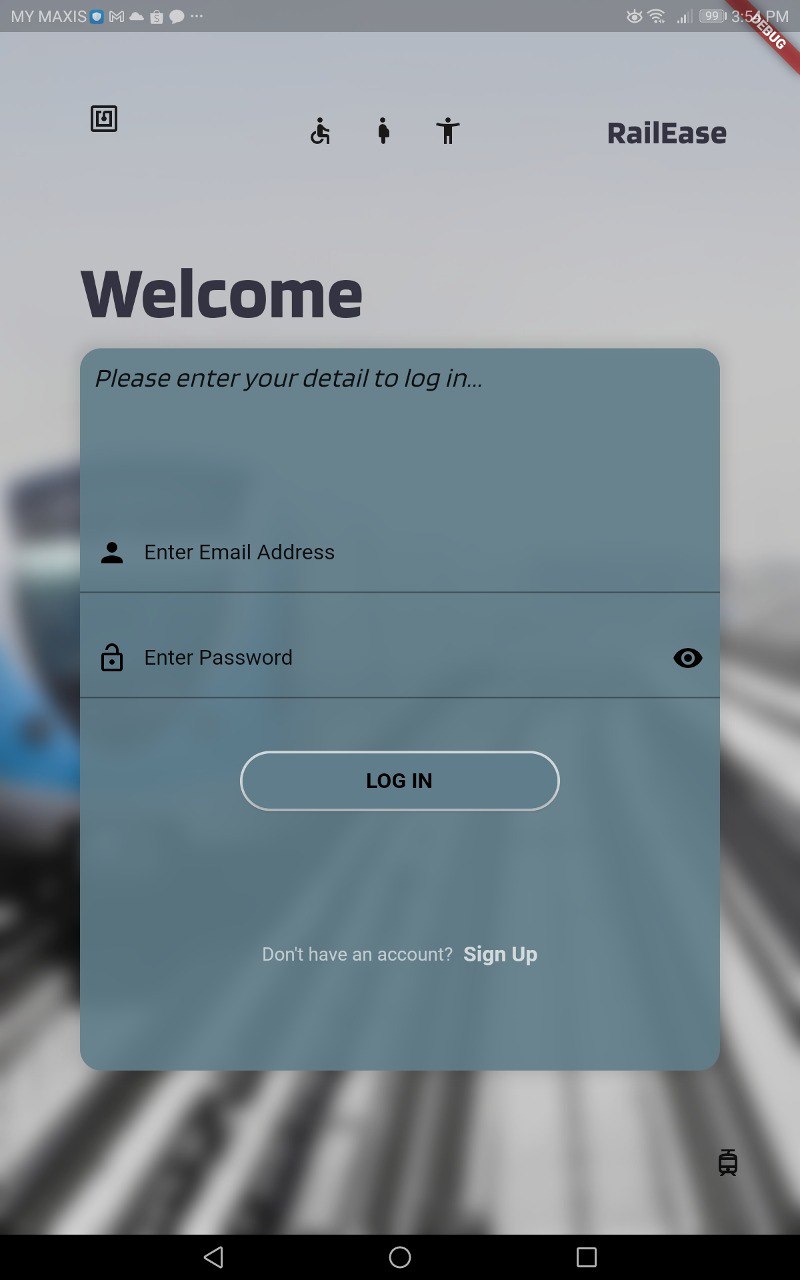 MY MAXIS
99 3:54 PM
DEBUG
RailEase
Welcome
Please enter your detail to log in...
Enter Email Address
Enter Password
LOG IN
Don't have an account? Sign Up